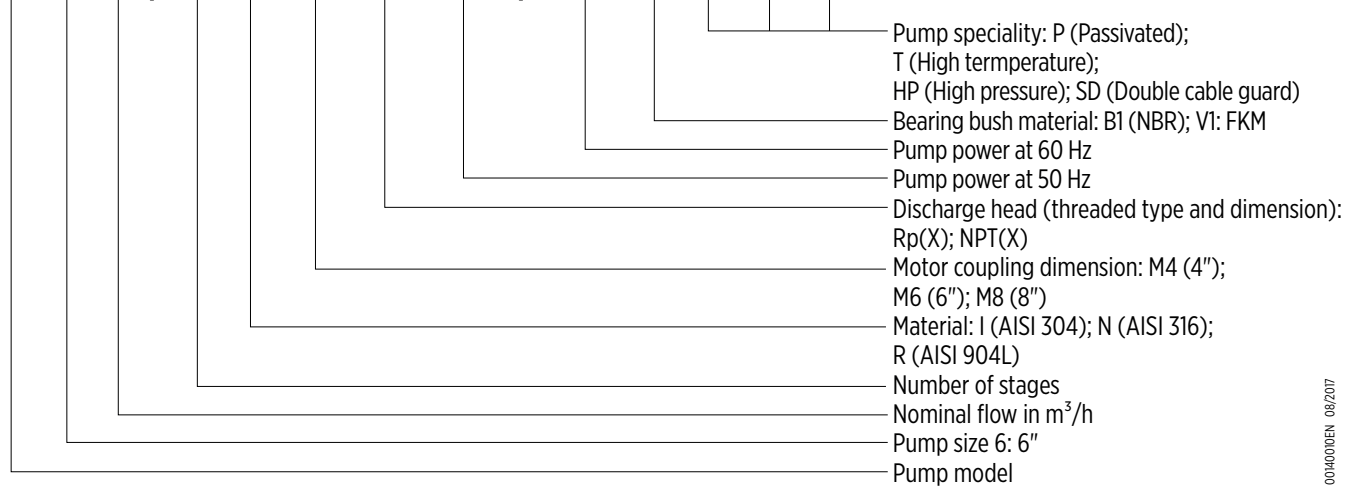 Pump speciality: P (Passivated);
T (High termperature);
HP (High pressure); SD (Double cable guard)
Bearing bush material: B1 (NBR); V1: FKM
Pump power at 60 Hz
Pump power at 50 Hz
Discharge head (threaded type and dimension):
Rp(X); NPT(X)
Motor coupling dimension: M4 (4");
M6 (6"); M8 (8")
Material: I (AISI 304); N (AISI 316);
R (AISI 904L)
Number of stages
Nominal flow in m³/h
Pump size 6: 6"
Pump model
00140010EN 08/2017